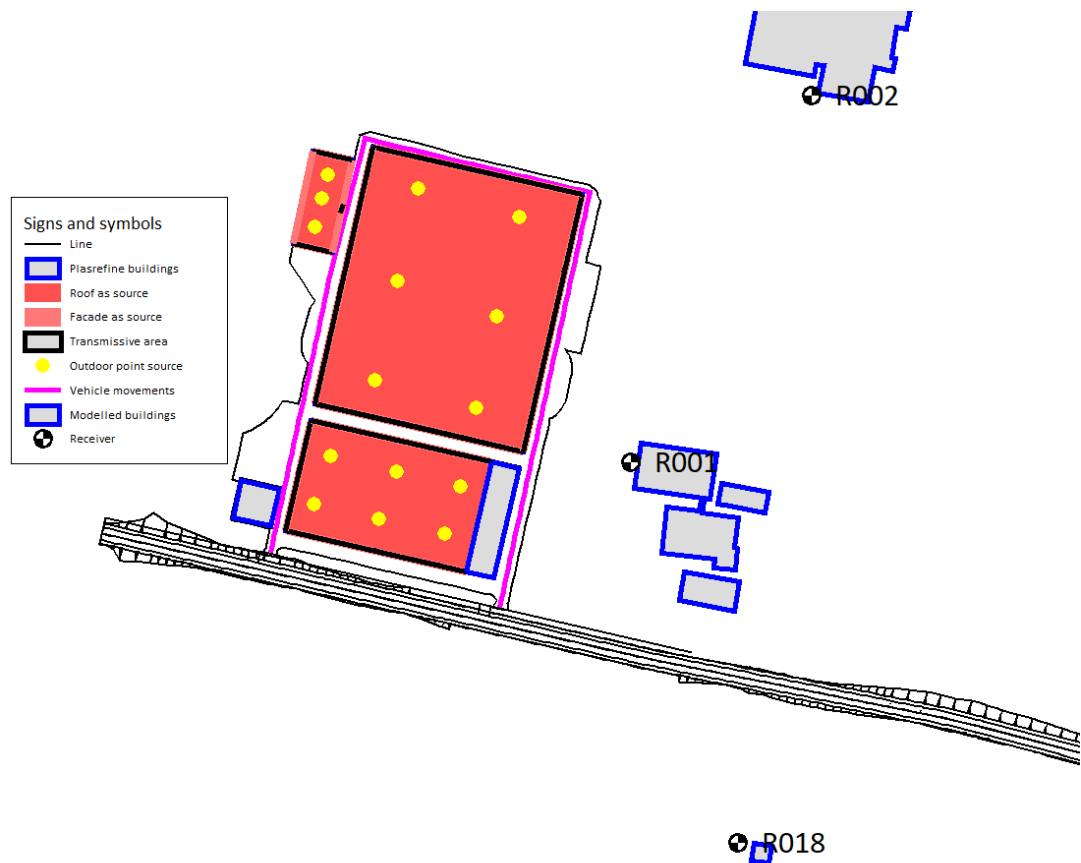 R002
Signs and symbols
Line
Plasrefine buildings
Roof as source
Facade as source
Transmissive area
Outdoor point source
Vehicle movements
Modelled buildings
Receiver
R001
R018